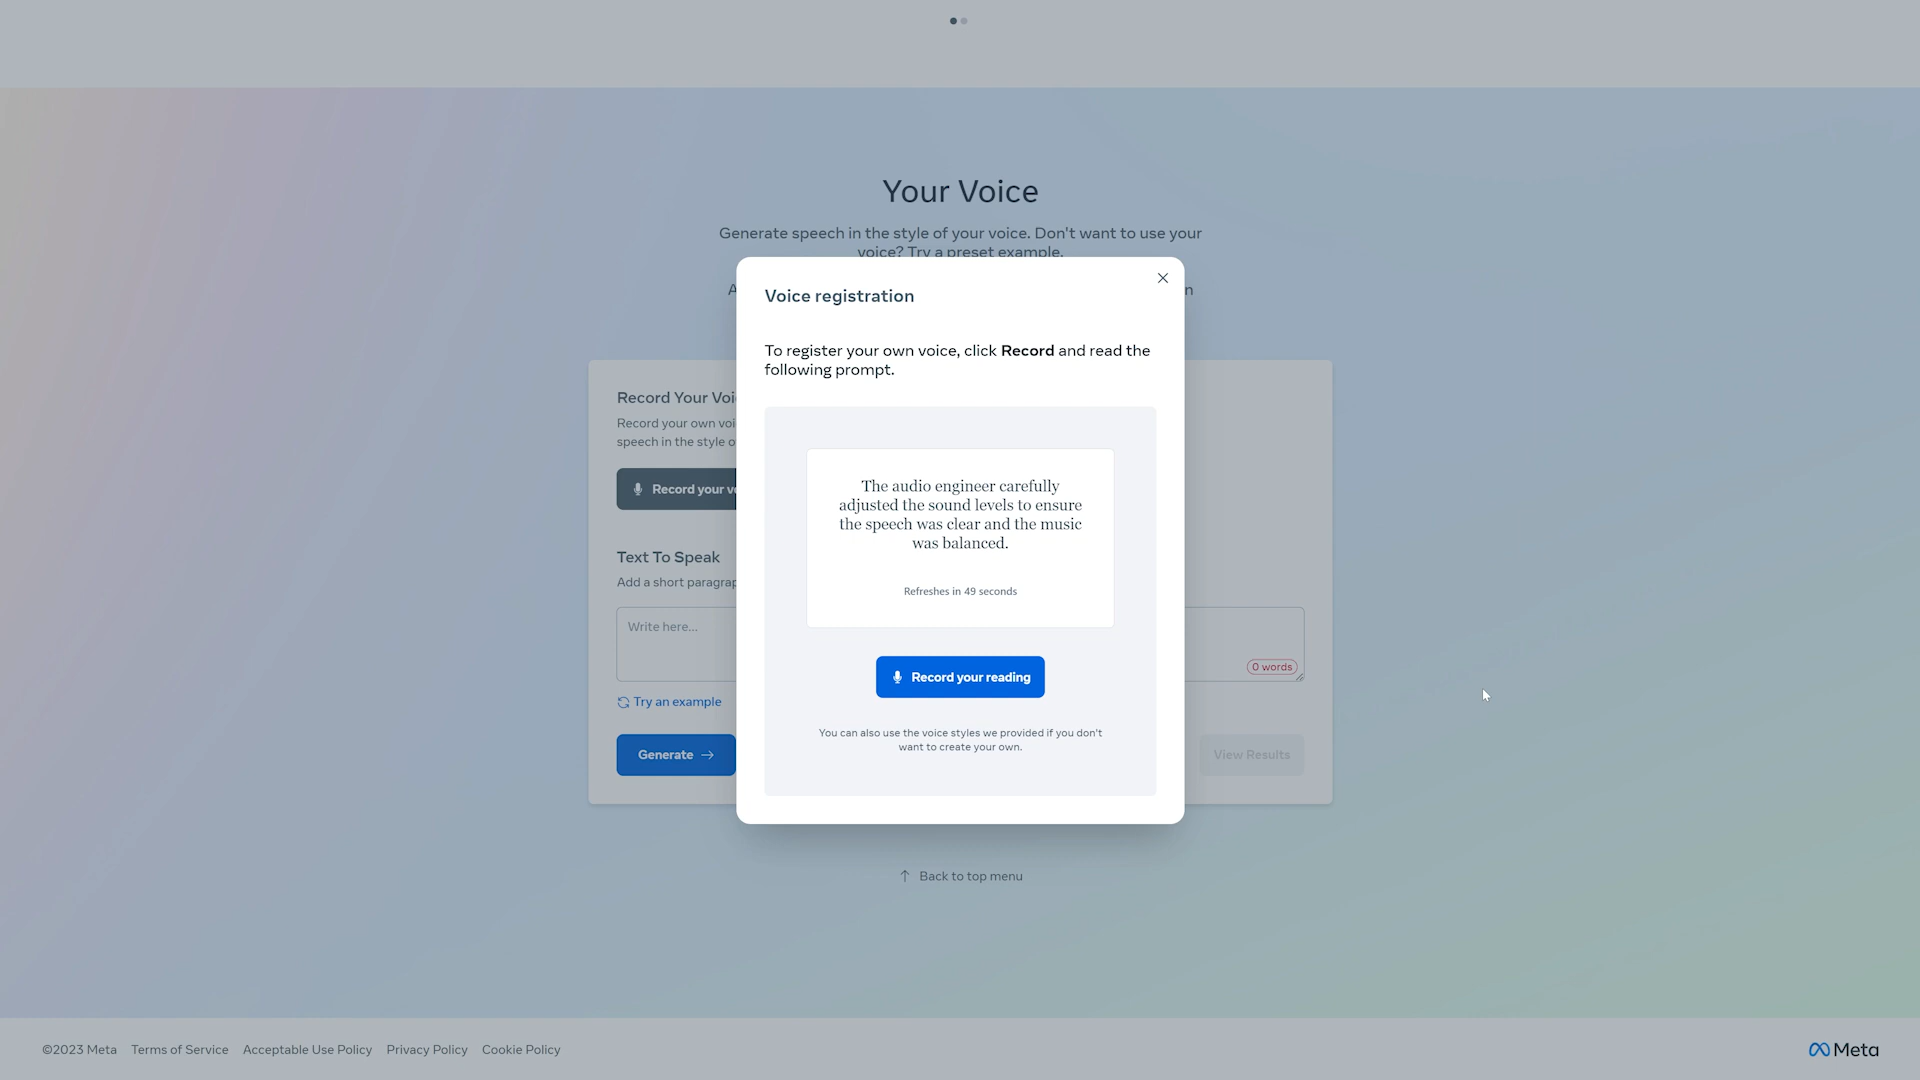 Your Voice
Generate speech in the style of your voice. Don't want to use your
voice? Try a preset example.
Voice registration
To register your own voice, click Record and read the
following prompt.
The audio engineer carefully
adjusted the sound levels to ensure
the speech was clear and the music
was balanced.
Refreshes in 49 seconds
Record your reading
You can also use the voice styles we provided if you don't
want to create your own.
Record Your
Record your own
speech in the style
Record your
Text To Speak
Add a short
Write here...
0 words
Try an example
Generate
View Results
Back to top menu
©2023 Meta Terms of Service Acceptable Use Policy Privacy Policy Cookie Policy
Meta